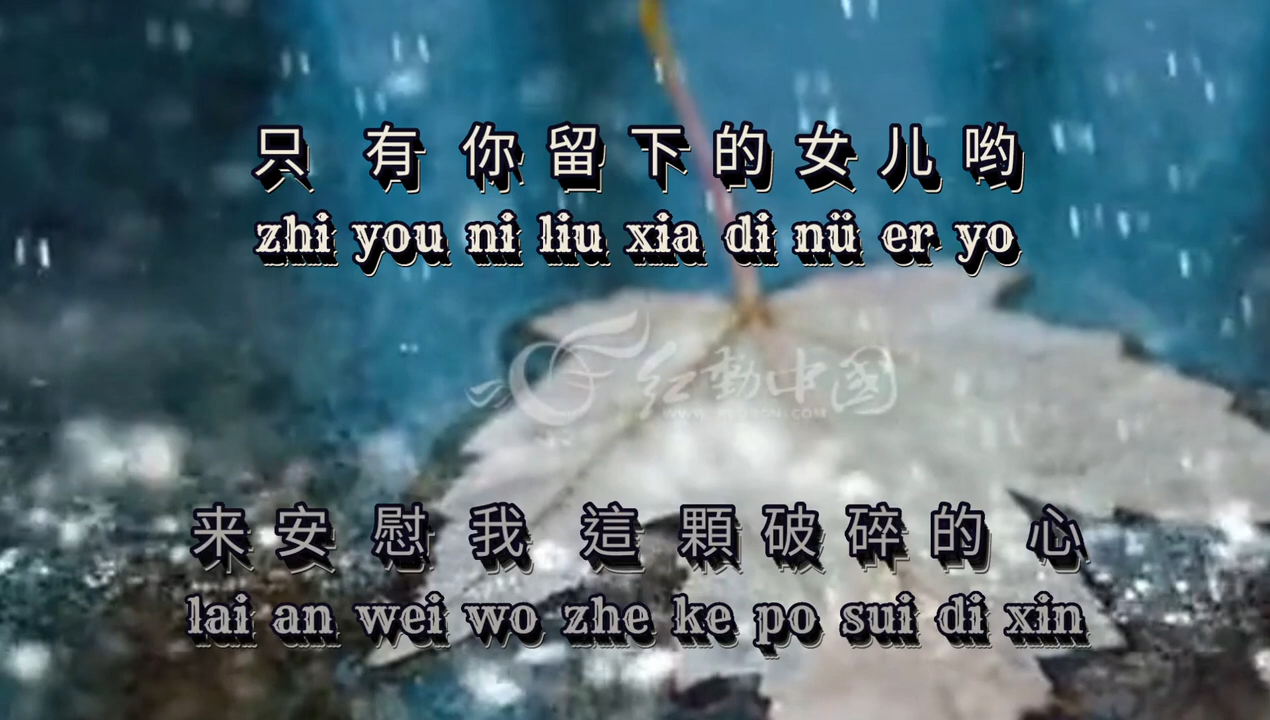 只有你留下的女儿哟
zhi you ni liu xia di nü er yo
红動中國
来安慰我這顆破碎的心
lai an wei wo zhe ke po sui di xin